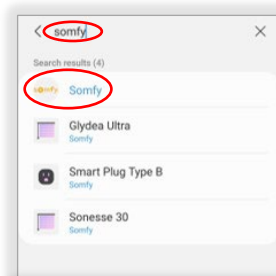 somfy
Search results (4)
somfy Somfy
Glydea Ultra
Somfy
Smart Plug Type B
Somfy
Sonesse 30
Somfy